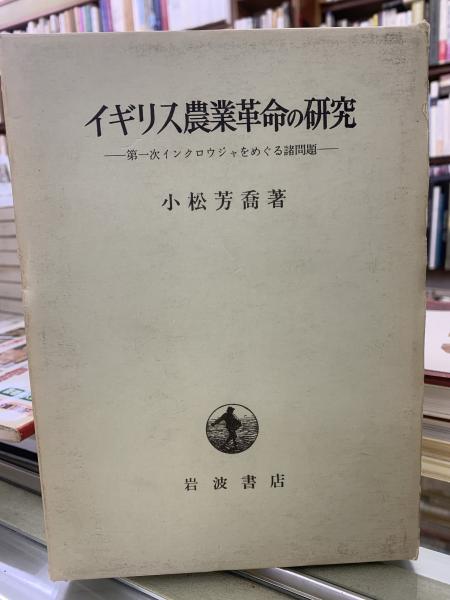 イギリス農業革命の研究
―第一次インクロウジャをめぐる諸問題―
小松芳喬著
岩波書店